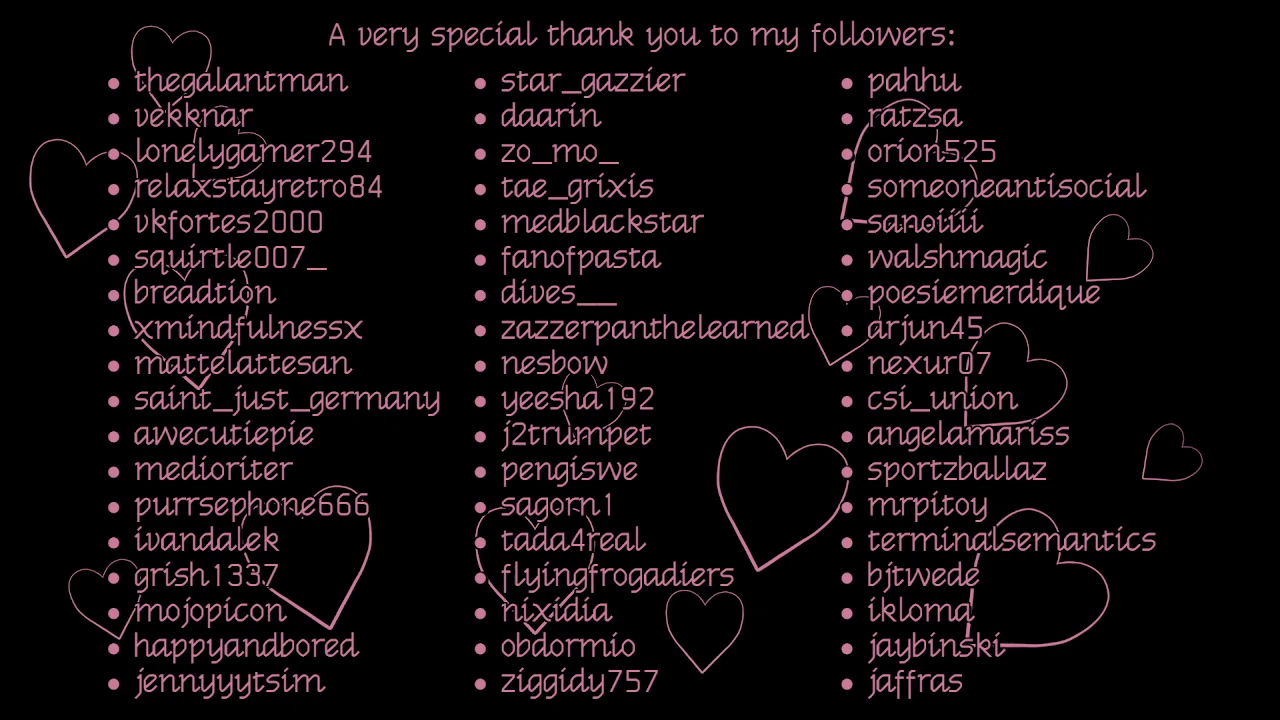 A very special thank you to my followers:
thegalantman
vekknar
lonelygamer294
relaxstayretro84
vkfortes2000
squirtle007_
breadtion
xmindfulnessx
mattelattesan
saint_just_germany
awecutiepie
medioriter
purrsephone666
ivandalek
grish1337
mojopicon
happyandbored
jennyyytsim
star_gazzier
daarin
zo_mo_
tae_grixis
medblackstar
fanofpasta
dives__
zazzerpanthelearned
nesbow
yeesha192
j2trumpet
pengiswe
sagorn1
tada4real
flyingfrogadiers
nixidia
obdormio
ziggidy757
pahhu
ratzsa
orion525
someoneantisocial
sanoiiii
walshmagic
poesiemerdique
arjun45
nexur07
csi_union
angelamariss
sportzballaz
mrpitoy
terminalsemantics
bjtwede
ikloma
jaybinski
jaffras